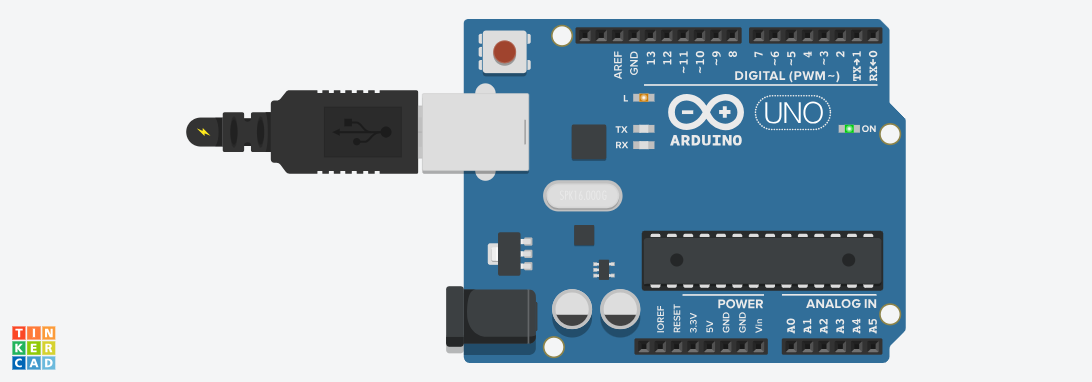 AREF
GND
13
12
~11
~10
~9
8
7
~6
~5
4
~3
2
TX→1
RX←0
DIGITAL (PWM~)
L
TX
RX
ARDUINO
UNO
ON
POWER
ANALOG IN
IOREF
RESET
3.3V
5V
GND
GND
Vin
A0
A1
A2
A3
A4
A5
TIN
KER
CAD